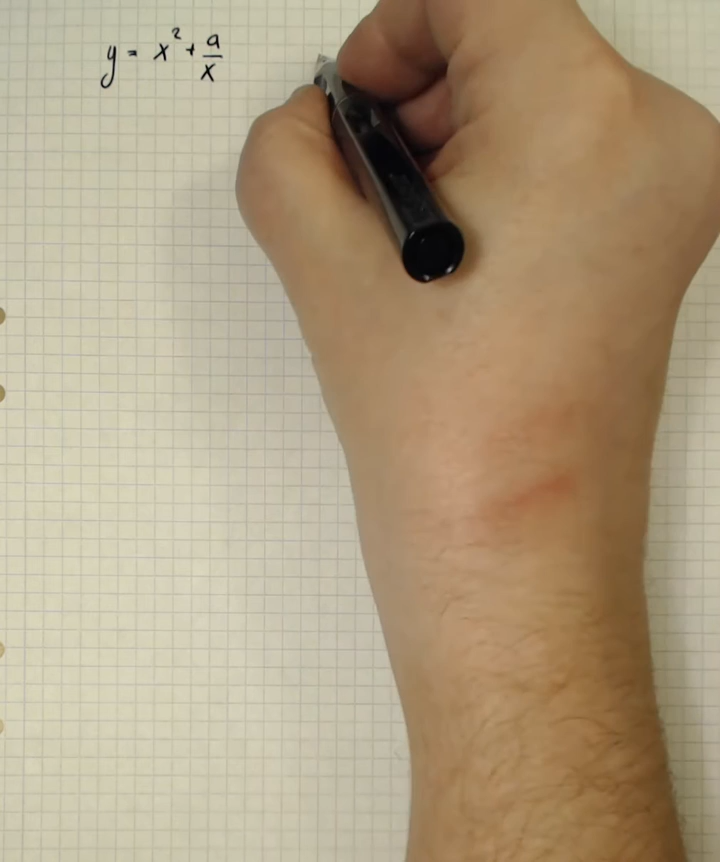 y = x² + a/x